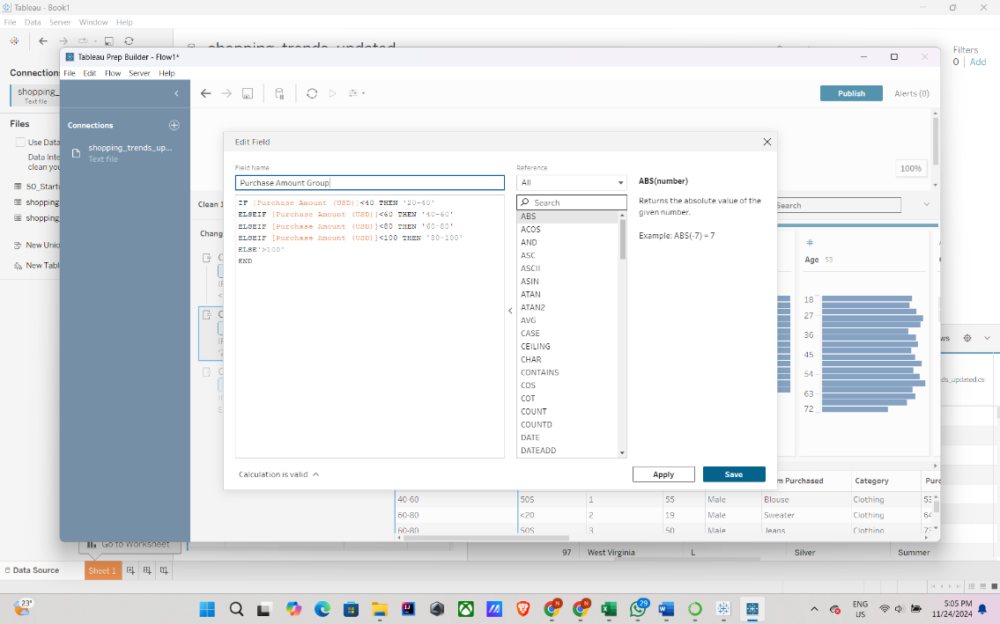 Tableau - Book1
File Data Server Window Help
Connections
shopping_
Text file
Files
Use Data
Data Inte
clean you
50_Start
shopping
shopping
New Unio
New Tabl
Filters
0 Add
Tableau Prep Builder - Flow1*
File Edit Flow Server Help
Publish
Alerts (0)
Connections
shopping_trends_up...
Text file
100%
Clean 1
Search
Chang
Edit Field
Field Name
Purchase Amount Group
IF [Purchase Amount (USD)]<40 THEN '20-40'
ELSEIF [Purchase Amount (USD)]<60 THEN '40-60'
ELSEIF [Purchase Amount (USD)]<80 THEN '60-80'
ELSEIF [Purchase Amount (USD)]<100 THEN '80-100'
ELSE'>100'
END
Reference
All
Search
ABS
ACOS
AND
ASC
ASCII
ASIN
ATAN
ATAN2
AVG
CASE
CEILING
CHAR
CONTAINS
COS
COT
COUNT
COUNTD
DATE
DATEADD
ABS(number)
Returns the absolute value of the
given number.
Example: ABS(-7) = 7
Calculation is valid
Apply
Save
#
Age 53
18
27
36
45
54
63
72
ws
ds_updated.cs
m Purchased Category Purc
40-60 50S 1 55 Male Blouse Clothing 53
60-80 <20 2 19 Male Sweater Clothing 64
60-80 50S 3 50 Male Jeans Clothing 73
Go to Worksheet
97 West Virginia L Silver Summer
Data Source
Sheet 1
23°
29
ENG
US
5:05 PM
11/24/2024